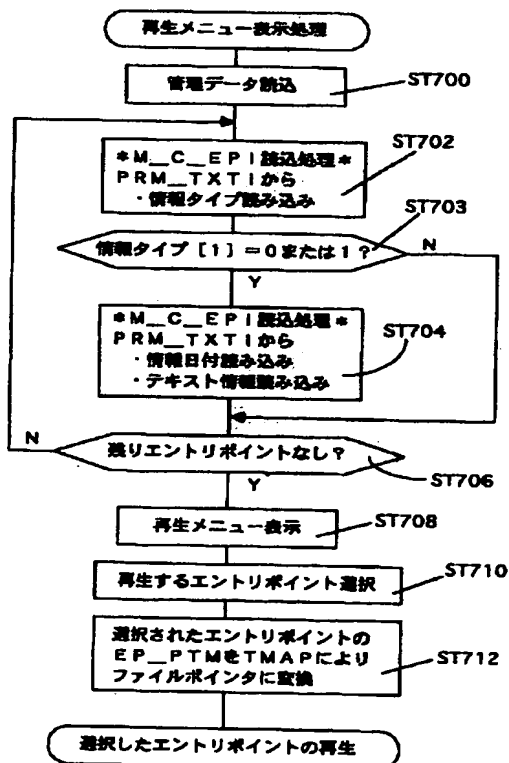 再生メニュー表示処理
管理データ読込
ST700
*M__C__EPI読込処理*
PRM__TXTIから
・情報タイプ読み込み
ST702
情報タイプ[1]=0または1?
ST703
N
Y
*M__C__EPI読込処理*
PRM__TXTIから
・情報日付読み込み
・テキスト情報読み込み
ST704
N
残りエントリポイントなし?
ST706
Y
再生メニュー表示
ST708
再生するエントリポイント選択
ST710
選択されたエントリポイントの
EP__PTMをTMAPにより
ファイルポインタに変換
ST712
選択したエントリポイントの再生